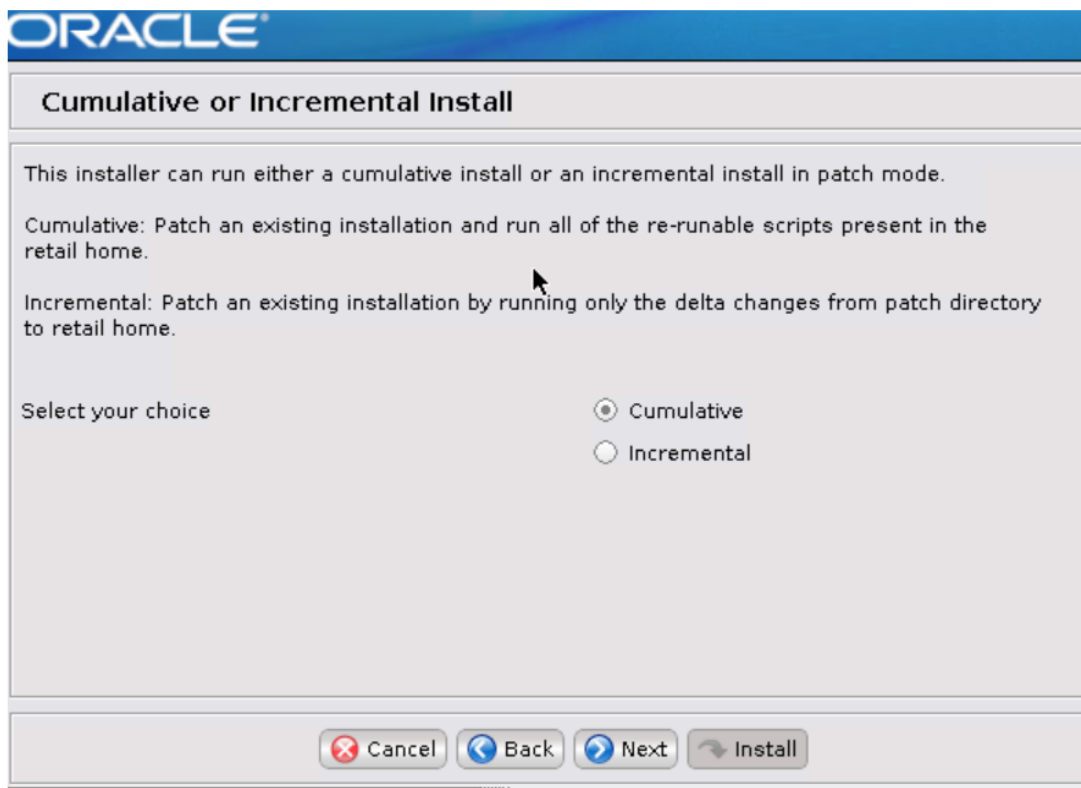 ORACLE
Cumulative or Incremental Install
This installer can run either a cumulative install or an incremental install in patch mode.
Cumulative: Patch an existing installation and run all of the re-runable scripts present in the
retail home.
Incremental: Patch an existing installation by running only the delta changes from patch directory
to retail home.
Select your choice
Cumulative
Incremental
Cancel
Back
Next
Install